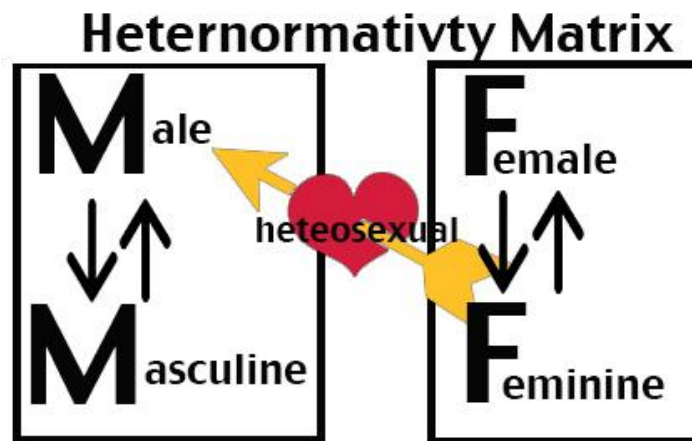 Heternormativty Matrix
Male
Female
heteosexual
Masculine
Feminine